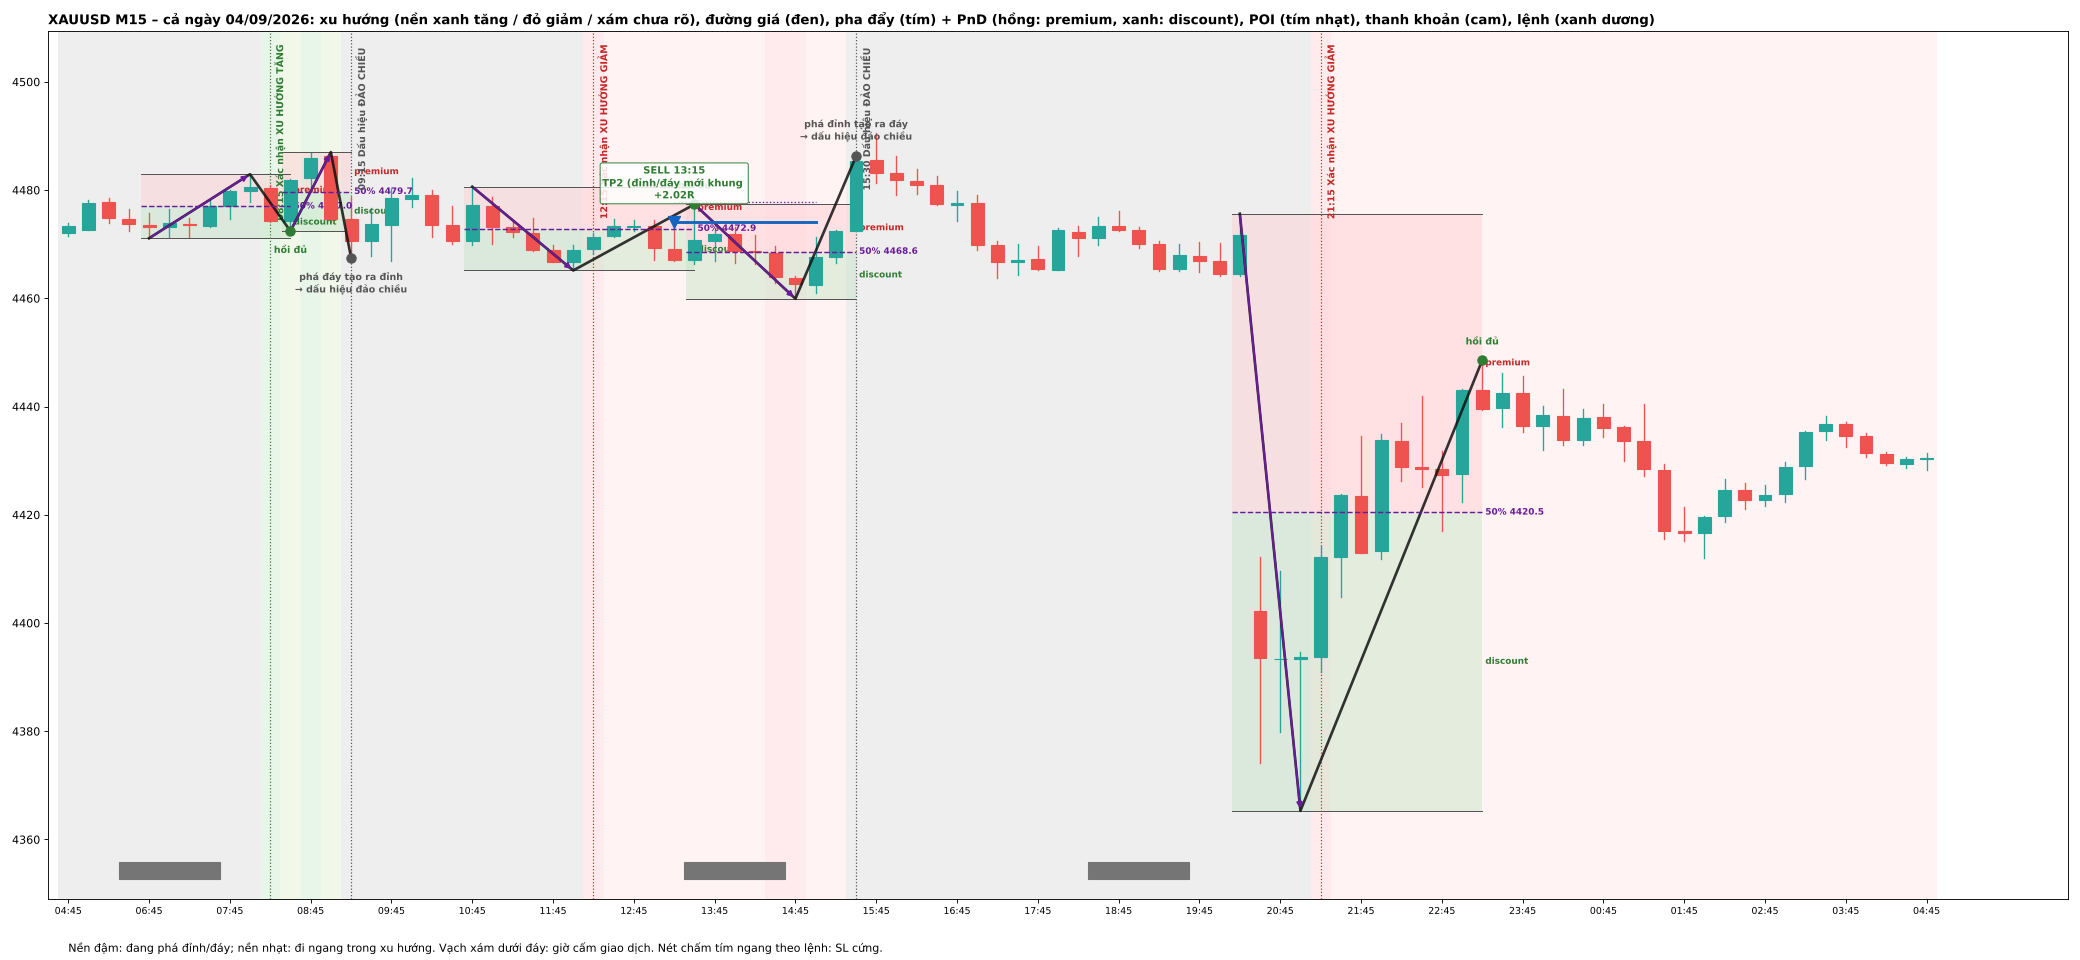 XAUUSD M15 – cả ngày 04/09/2026: xu hướng (nền xanh tăng / đỏ giảm / xám chưa rõ), đường giá (đen), pha đẩy (tím) + PnD (hồng: premium, xanh: discount), POI (tím nhạt), thanh khoản (cam), lệnh (xanh dương)
4500
4480
4460
4440
4420
4400
4380
4360
Xác nhận XU HƯỚNG TĂNG
Dấu hiệu ĐẢO CHIỀU
nhận XU HƯỚNG GIẢM
15:30 Dấu hiệu ĐẢO CHIỀU
21:15 Xác nhận XU HƯỚNG GIẢM
discount
hồi đủ
premium
50% 4479.7
phá đáy tạo ra đỉnh
→ dấu hiệu đảo chiều
SELL 13:15
TP2 (đỉnh/đáy mới khung
+2.02R
premium
50% 4472.9
phá đỉnh tạo ra đáy
→ dấu hiệu đảo chiều
premium
50% 4468.6
discount
hồi đủ
premium
50% 4420.5
discount
04:45
06:45
07:45
08:45
09:45
10:45
11:45
12:45
13:45
14:45
15:45
16:45
17:45
18:45
19:45
20:45
21:45
22:45
23:45
00:45
01:45
02:45
03:45
04:45
Nền đậm: đang phá đỉnh/đáy; nền nhạt: đi ngang trong xu hướng. Vạch xám dưới đáy: giờ cấm giao dịch. Nét chấm tím ngang theo lệnh: SL cứng.